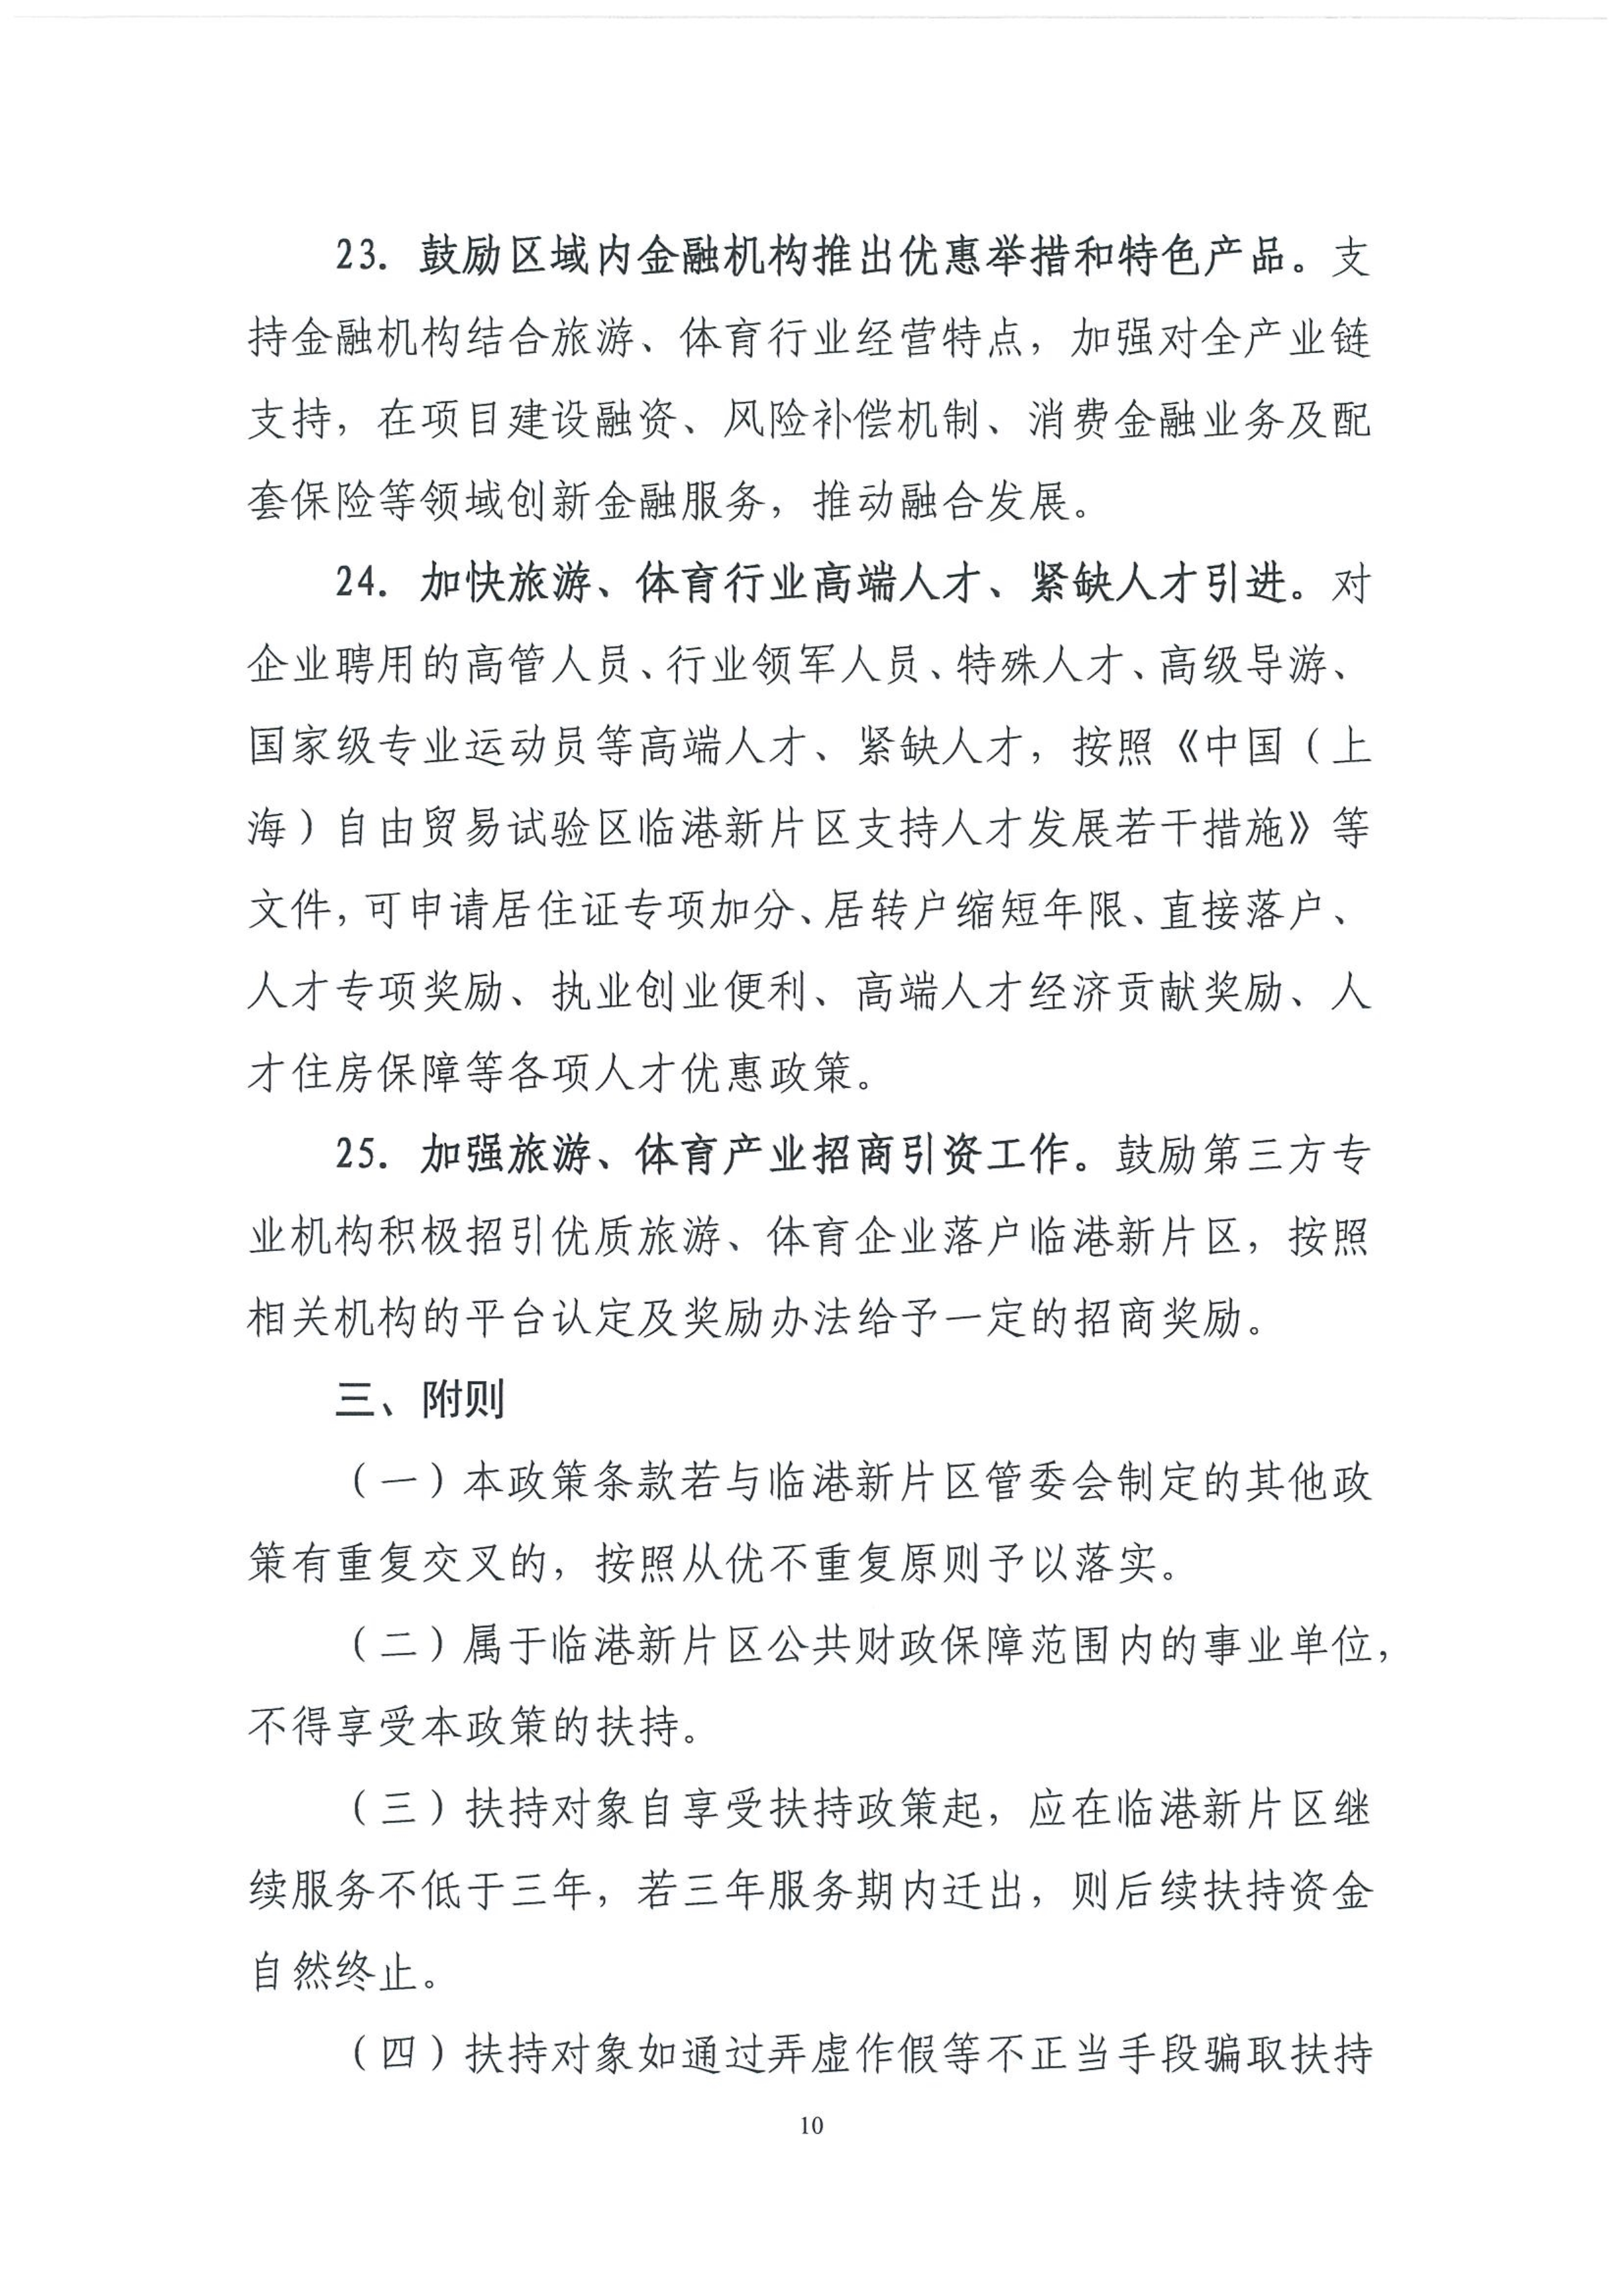 23. 鼓励区域内金融机构推出优惠举措和特色产品。支
持金融机构结合旅游、体育行业经营特点，加强对全产业链
支持，在项目建设融资、风险补偿机制、消费金融业务及配
套保险等领域创新金融服务，推动融合发展。
24. 加快旅游、体育行业高端人才、紧缺人才引进。对
企业聘用的高管人员、行业领军人员、特殊人才、高级导游、
国家级专业运动员等高端人才、紧缺人才，按照《中国（上
海）自由贸易试验区临港新片区支持人才发展若干措施》等
文件，可申请居住证专项加分、居转户缩短年限、直接落户、
人才专项奖励、执业创业便利、高端人才经济贡献奖励、人
才住房保障等各项人才优惠政策。
25. 加强旅游、体育产业招商引资工作。鼓励第三方专
业机构积极招引优质旅游、体育企业落户临港新片区，按照
相关机构的平台认定及奖励办法给予一定的招商奖励。
三、附则
（一）本政策条款若与临港新片区管委会制定的其他政
策有重复交叉的，按照从优不重复原则予以落实。
（二）属于临港新片区公共财政保障范围内的事业单位，
不得享受本政策的扶持。
（三）扶持对象自享受扶持政策起，应在临港新片区继
续服务不低于三年，若三年服务期内迁出，则后续扶持资金
自然终止。
（四）扶持对象如通过弄虚作假等不正当手段骗取扶持
10